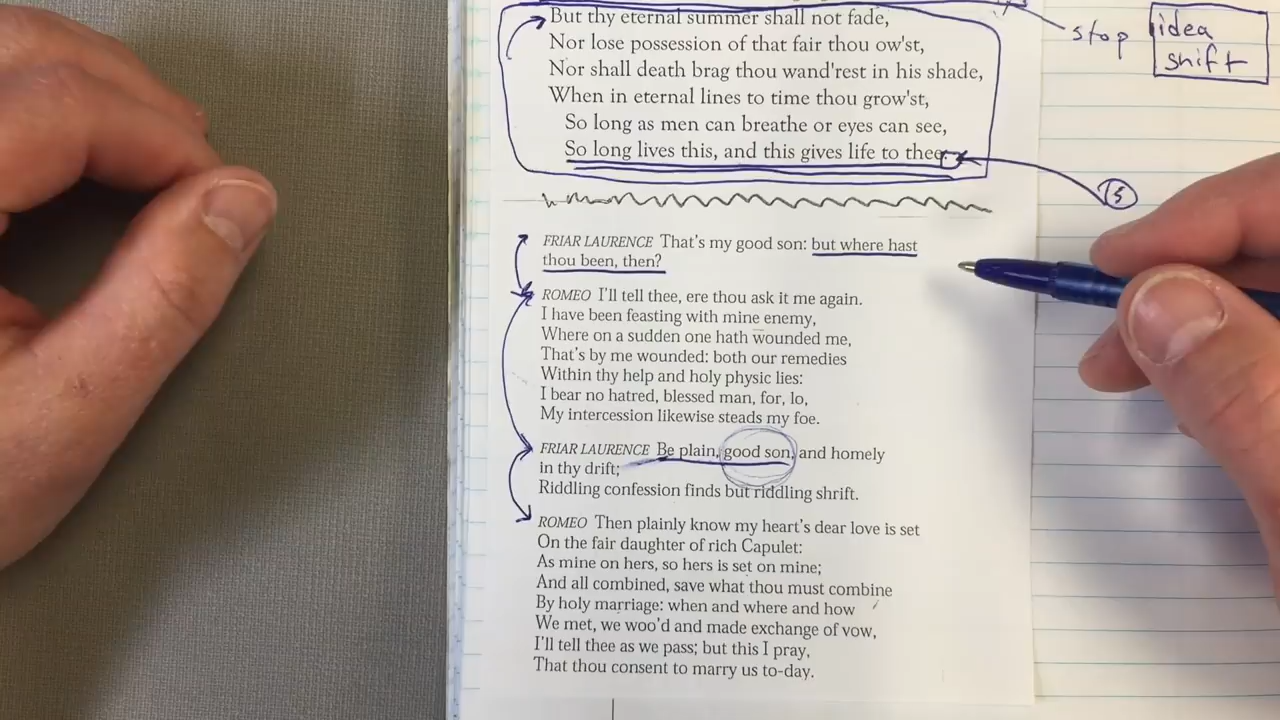 But thy eternal summer shall not fade,
stop
idea
shift
Nor lose possession of that fair thou ow'st,
Nor shall death brag thou wand'rest in his shade,
When in eternal lines to time thou grow'st,
So long as men can breathe or eyes can see,
So long lives this, and this gives life to thee.
15
FRIAR LAURENCE That's my good son: but where hast
thou been, then?
ROMEO I'll tell thee, ere thou ask it me again.
I have been feasting with mine enemy,
Where on a sudden one hath wounded me,
That's by me wounded: both our remedies
Within thy help and holy physic lies:
I bear no hatred, blessed man, for, lo,
My intercession likewise steads my foe.
FRIAR LAURENCE Be plain, good son, and homely
in thy drift;
Riddling confession finds but riddling shrift.
ROMEO Then plainly know my heart's dear love is set
On the fair daughter of rich Capulet:
As mine on hers, so hers is set on mine;
And all combined, save what thou must combine
By holy marriage: when and where and how
We met, we woo'd and made exchange of vow,
I'll tell thee as we pass; but this I pray,
That thou consent to marry us to-day.